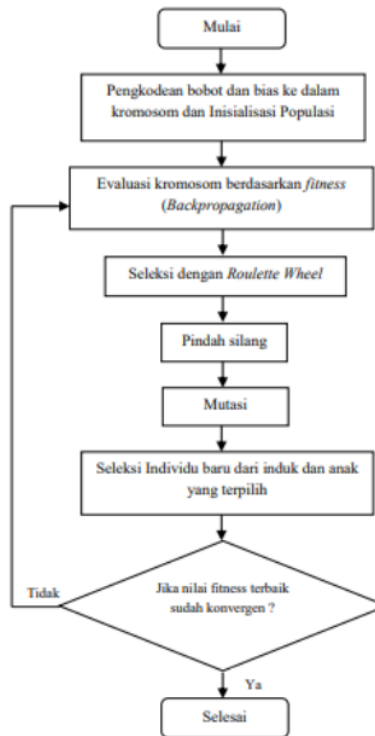 Mulai
Pengkodean bobot dan bias ke dalam
kromosom dan Inisialisasi Populasi
Evaluasi kromosom berdasarkan fitness
(Backpropagation)
Seleksi dengan Roulette Wheel
Pindah silang
Mutasi
Seleksi Individu baru dari induk dan anak
yang terpilih
Tidak
Jika nilai fitness terbaik
sudah konvergen ?
Ya
Selesai